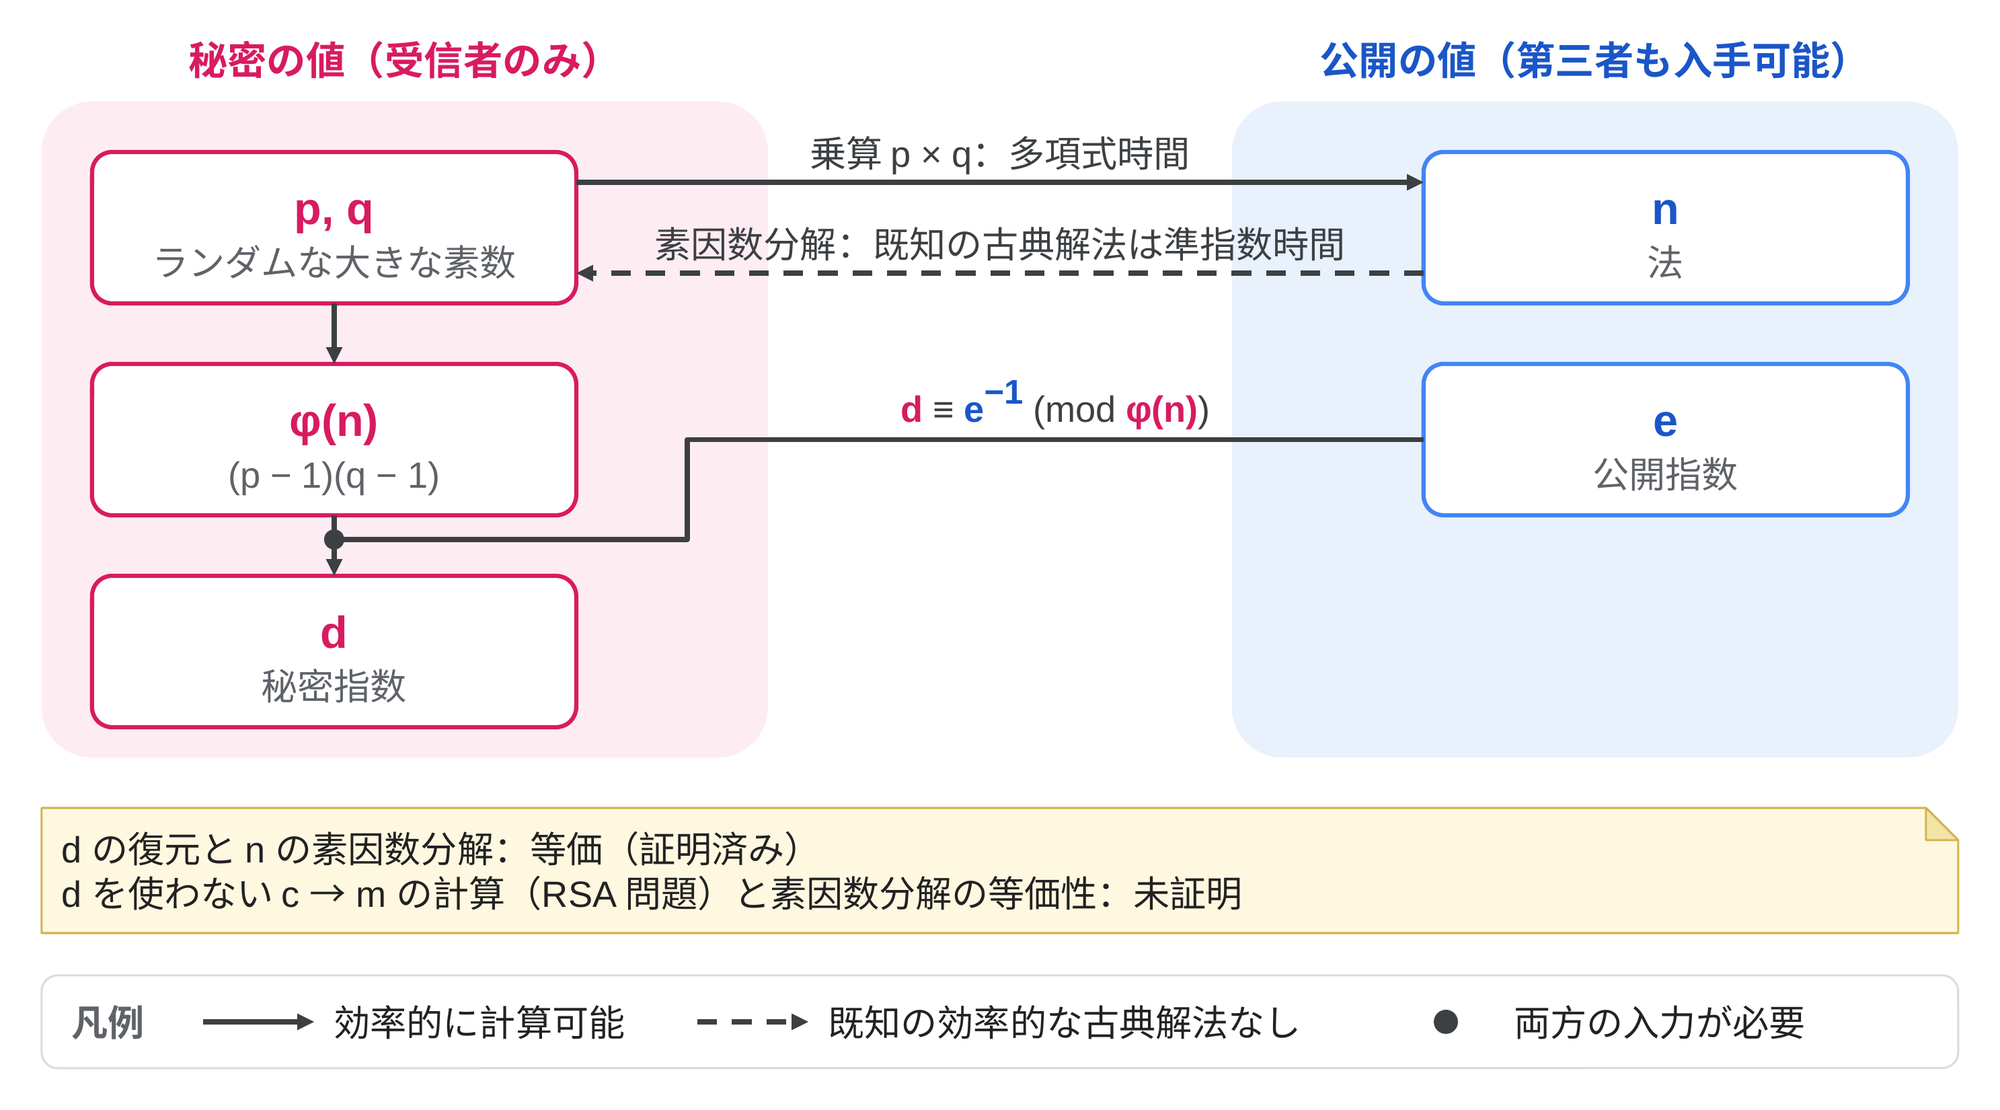 秘密の値（受信者のみ）
公開の値（第三者も入手可能）
乗算 p × q：多項式時間
p, q
ランダムな大きな素数
n
法
素因数分解：既知の古典解法は準指数時間
d ≡ e⁻¹ (mod φ(n))
φ(n)
(p − 1)(q − 1)
e
公開指数
d
秘密指数
d の復元と n の素因数分解：等価（証明済み）
d を使わない c → m の計算（RSA 問題）と素因数分解の等価性：未証明
凡例
効率的に計算可能
既知の効率的な古典解法なし
両方の入力が必要